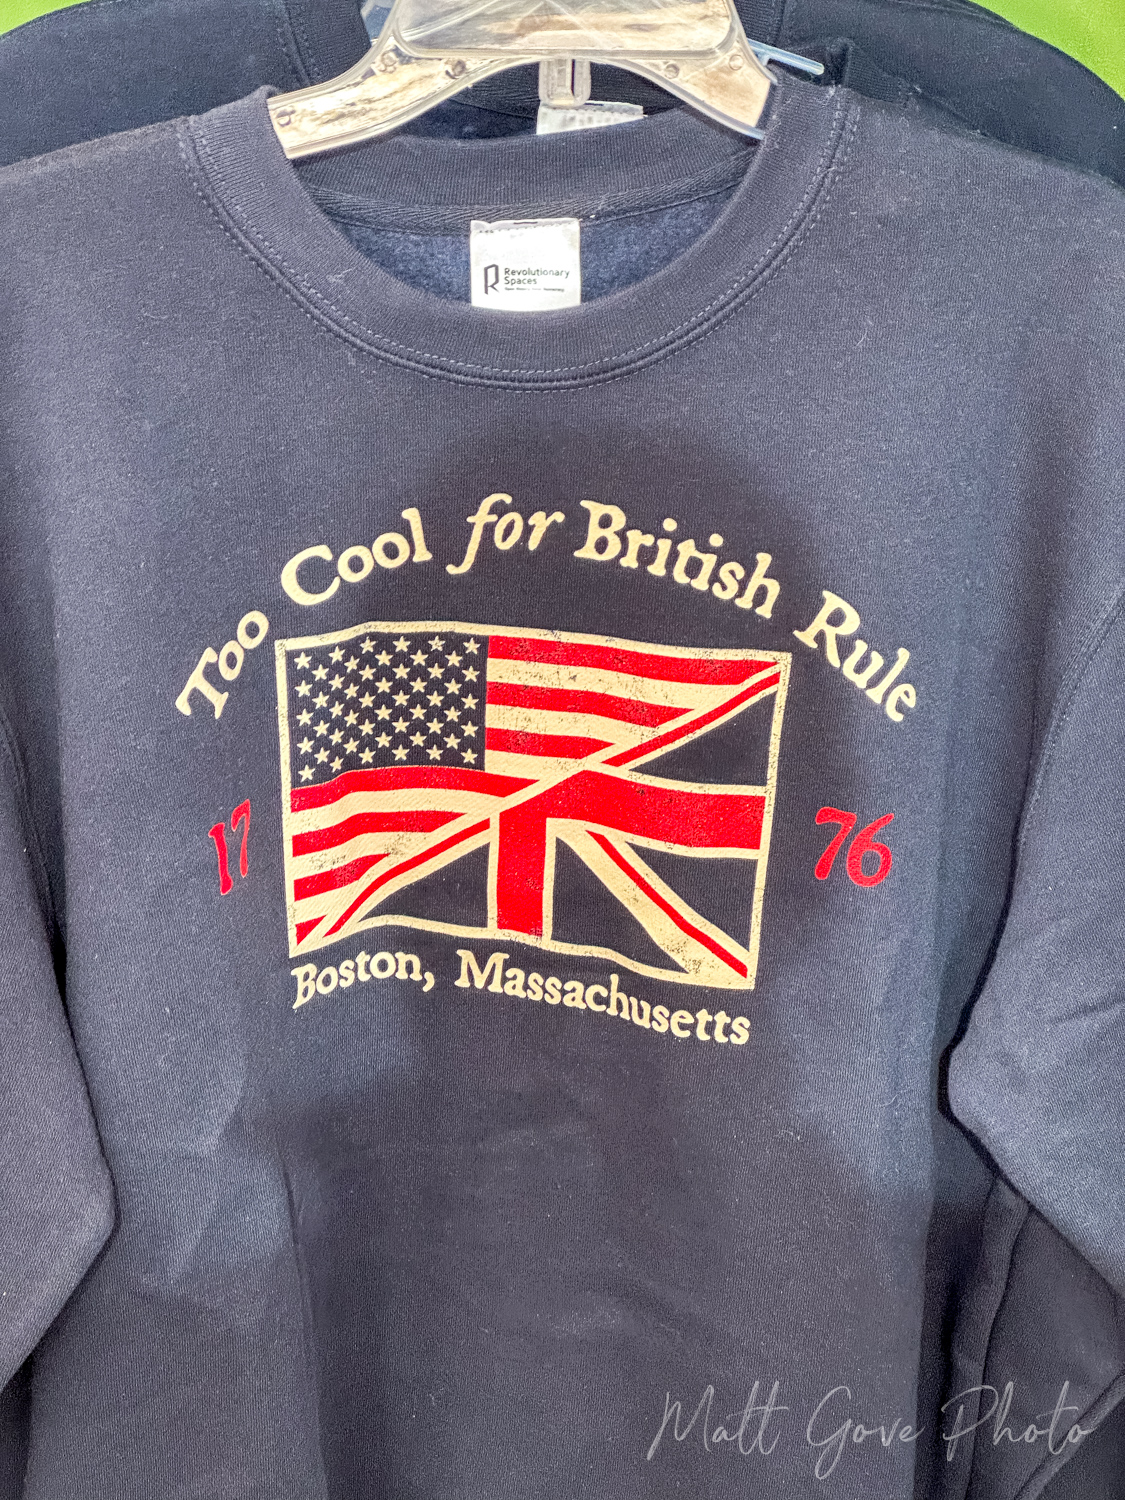 Revolutionary
Spaces
Too Cool for British Rule
17 76
Boston, Massachusetts
Matt Gove Photo